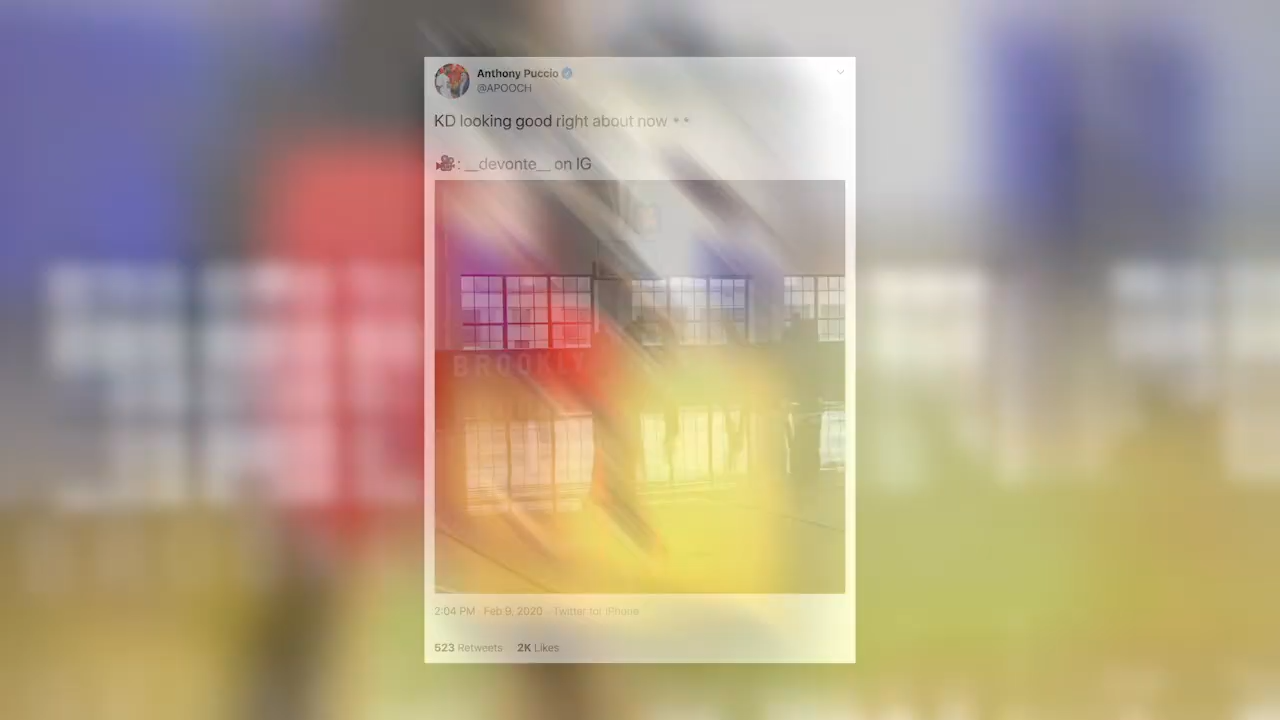 Anthony Puccio
@APOOCH
KD looking good right about now 👀
🎥: __devonte__ on IG
BROOKLY
2:04 PM Feb 9, 2020 Twitter for iPhone
523 Retweets 2K Likes